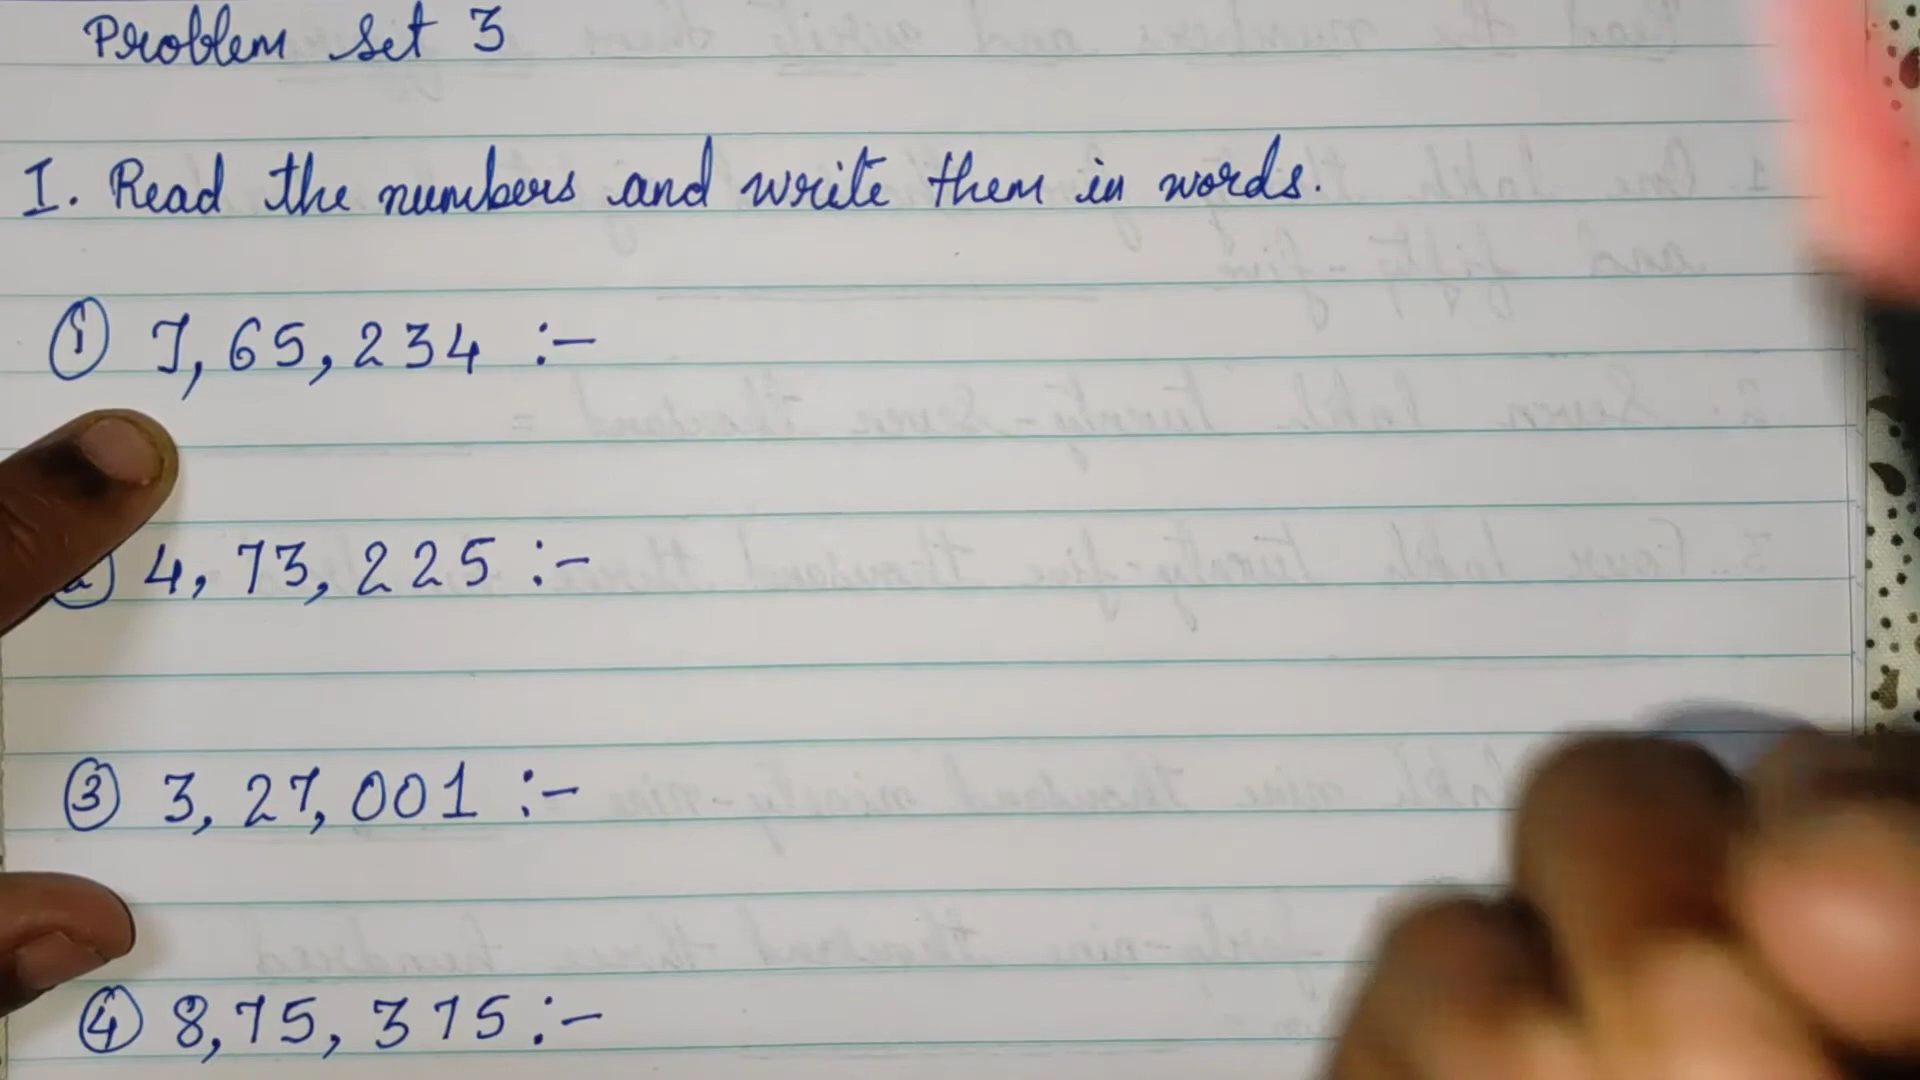 Problem Set 3
I. Read the numbers and write them in words.
① 7,65,234 :-
② 4,73,225 :-
③ 3,27,001 :-
④ 8,75,375 :-